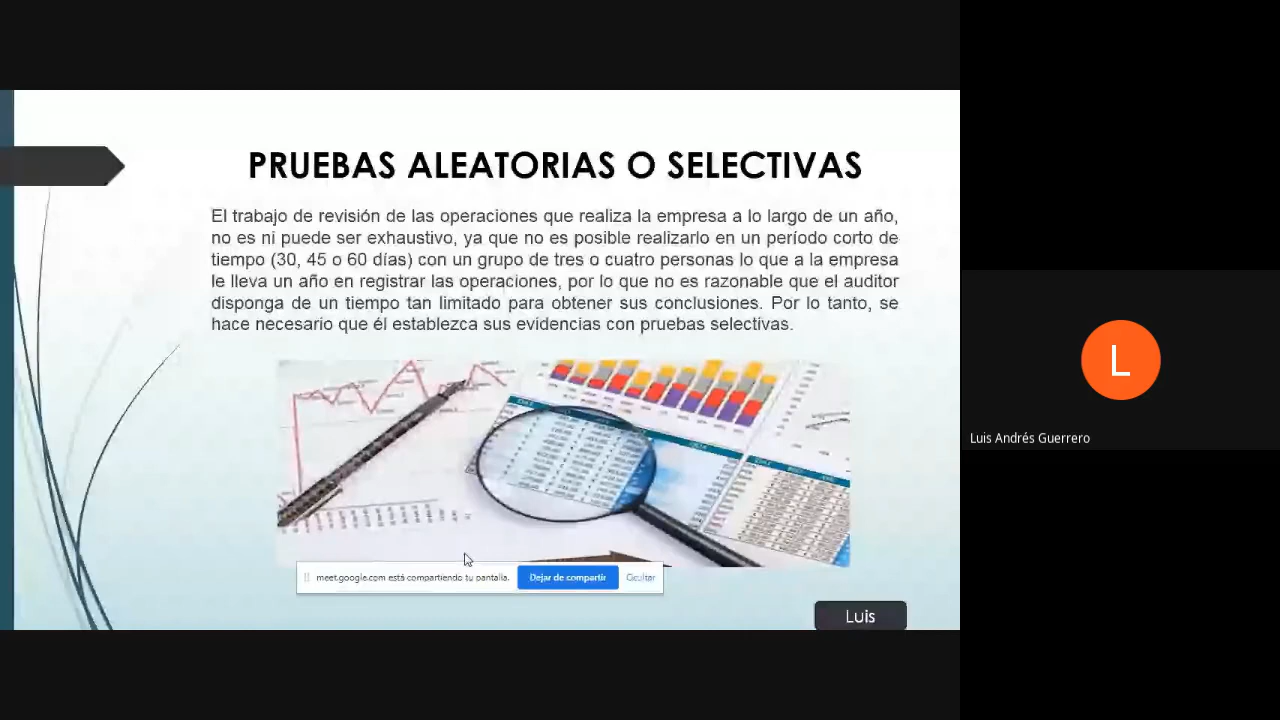 PRUEBAS ALEATORIAS O SELECTIVAS
El trabajo de revisión de las operaciones que realiza la empresa a lo largo de un año,
no es ni puede ser exhaustivo, ya que no es posible realizarlo en un período corto de
tiempo (30, 45 o 60 días) con un grupo de tres o cuatro personas lo que a la empresa
le lleva un año en registrar las operaciones, por lo que no es razonable que el auditor
disponga de un tiempo tan limitado para obtener sus conclusiones. Por lo tanto, se
hace necesario que él establezca sus evidencias con pruebas selectivas.
meet.google.com está compartiendo tu pantalla.
Dejar de compartir
Ocultar
Luis
L
Luis Andrés Guerrero